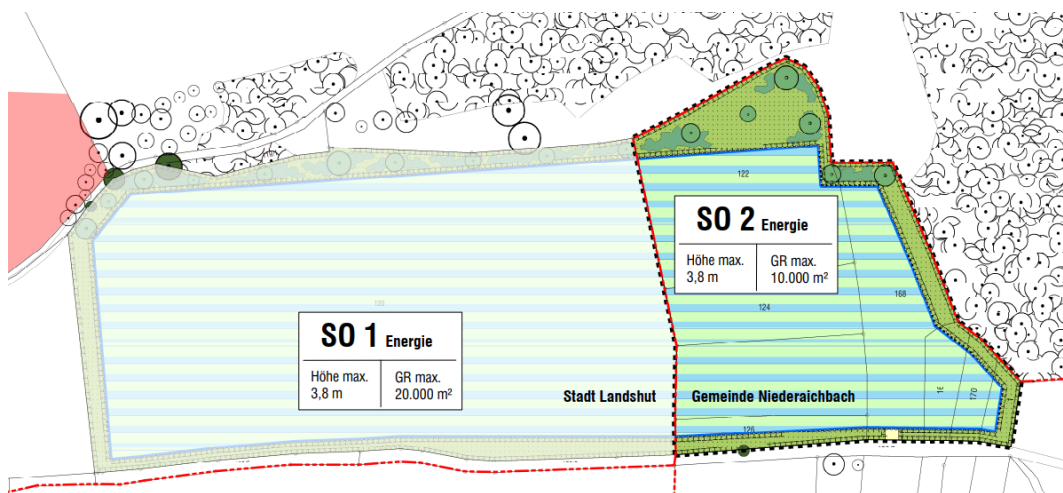 122
SO 2 Energie
Höhe max.
3,8 m
GR max.
10.000 m²
168
124
120
SO 1 Energie
Höhe max.
3,8 m
GR max.
20.000 m²
Stadt Landshut
Gemeinde Niederaichbach
170
126